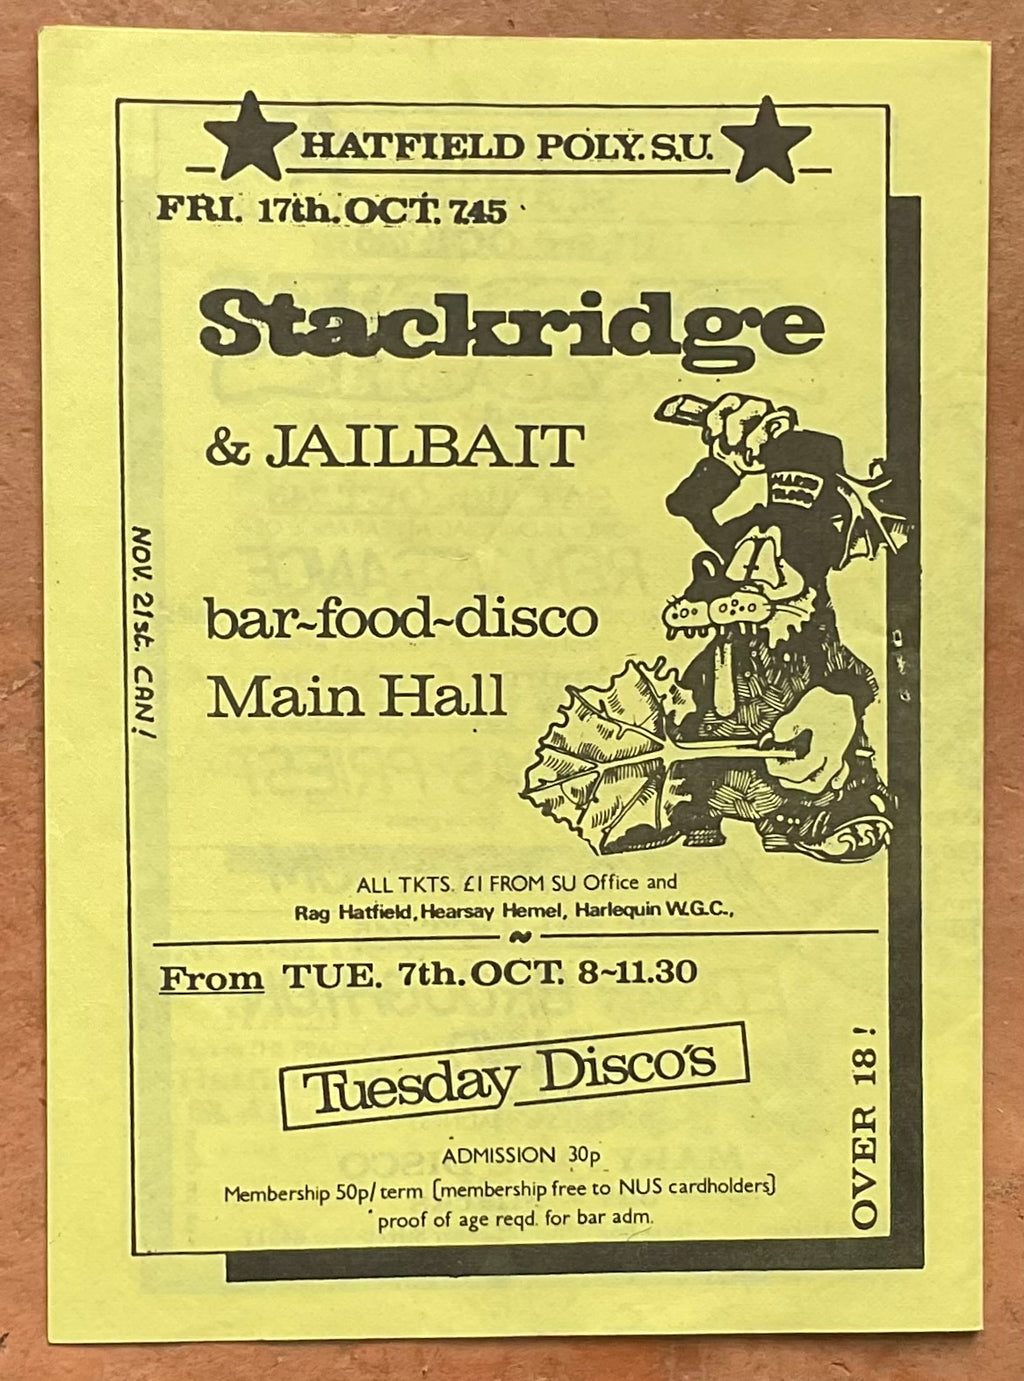 HATFIELD POLY. S.U.
FRI. 17th. OCT. 7.45
Stackridge
& JAILBAIT
NOV. 21st. CAN!
bar~food~disco
Main Hall
ALL TKTS. £1 FROM SU Office and
Rag Hatfield, Hearsay Hemel, Harlequin W.G.C.,
~
From TUE. 7th. OCT. 8~11.30
Tuesday Disco's
OVER 18!
ADMISSION 30p
Membership 50p/term (membership free to NUS cardholders)
proof of age reqd. for bar adm.